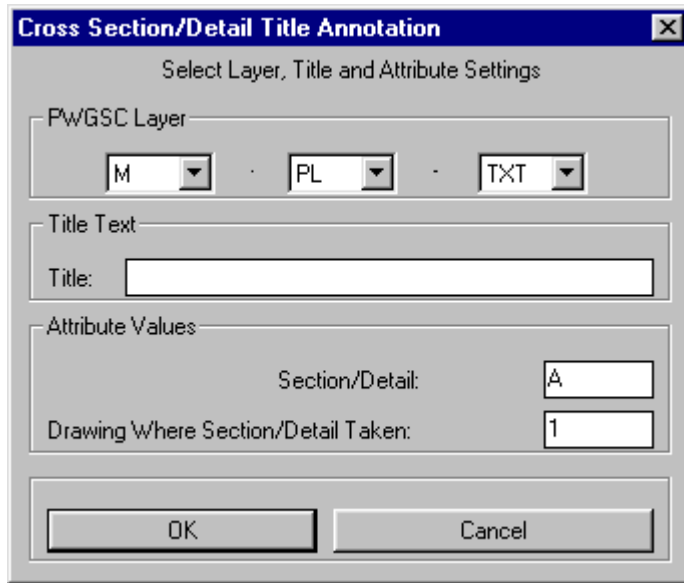 Cross Section/Detail Title Annotation
Select Layer, Title and Attribute Settings
PWGSC Layer
M - PL - TXT
Title Text
Title:
Attribute Values
Section/Detail: A
Drawing Where Section/Detail Taken: 1
OK Cancel